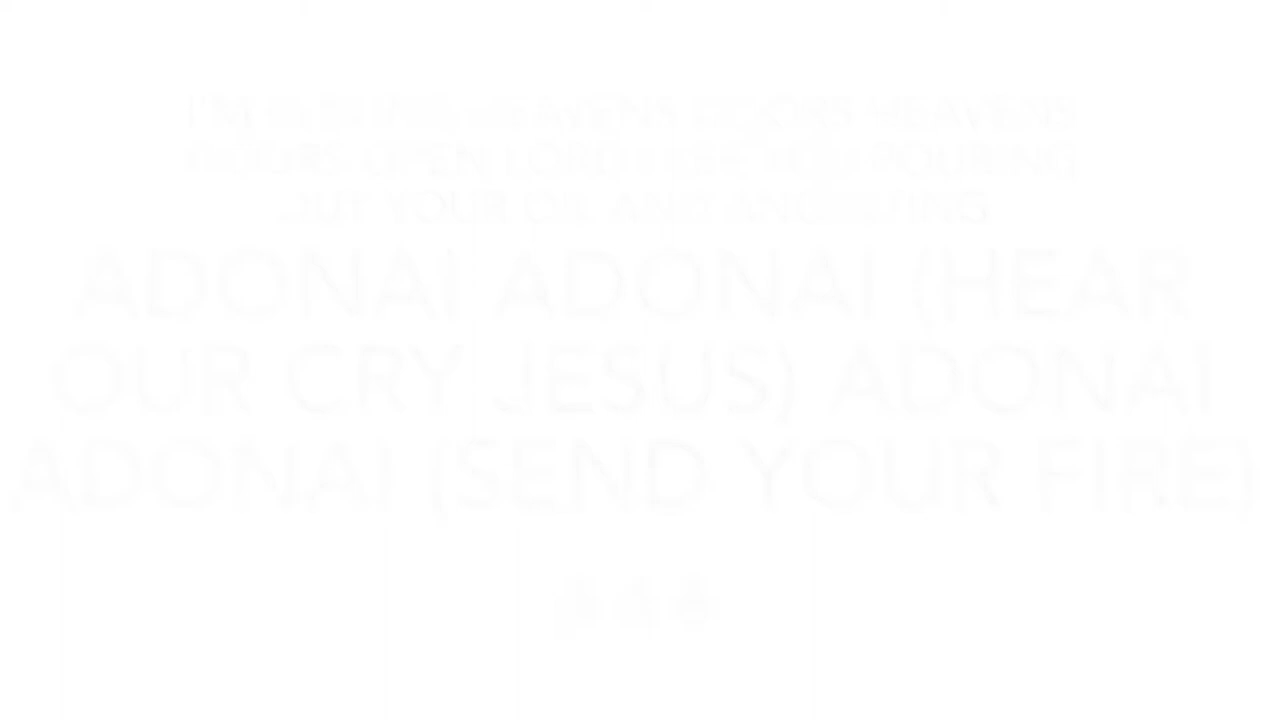 HEAVENS DOORS HEAVENS
DOORS OPEN LORD I SEE YOU POURING
OUT YOUR OIL AND ANOINTING
ADONAI ADONAI (HEAR
OUR CRY JESUS) ADONAI
ADONAI (SEND YOUR FIRE)